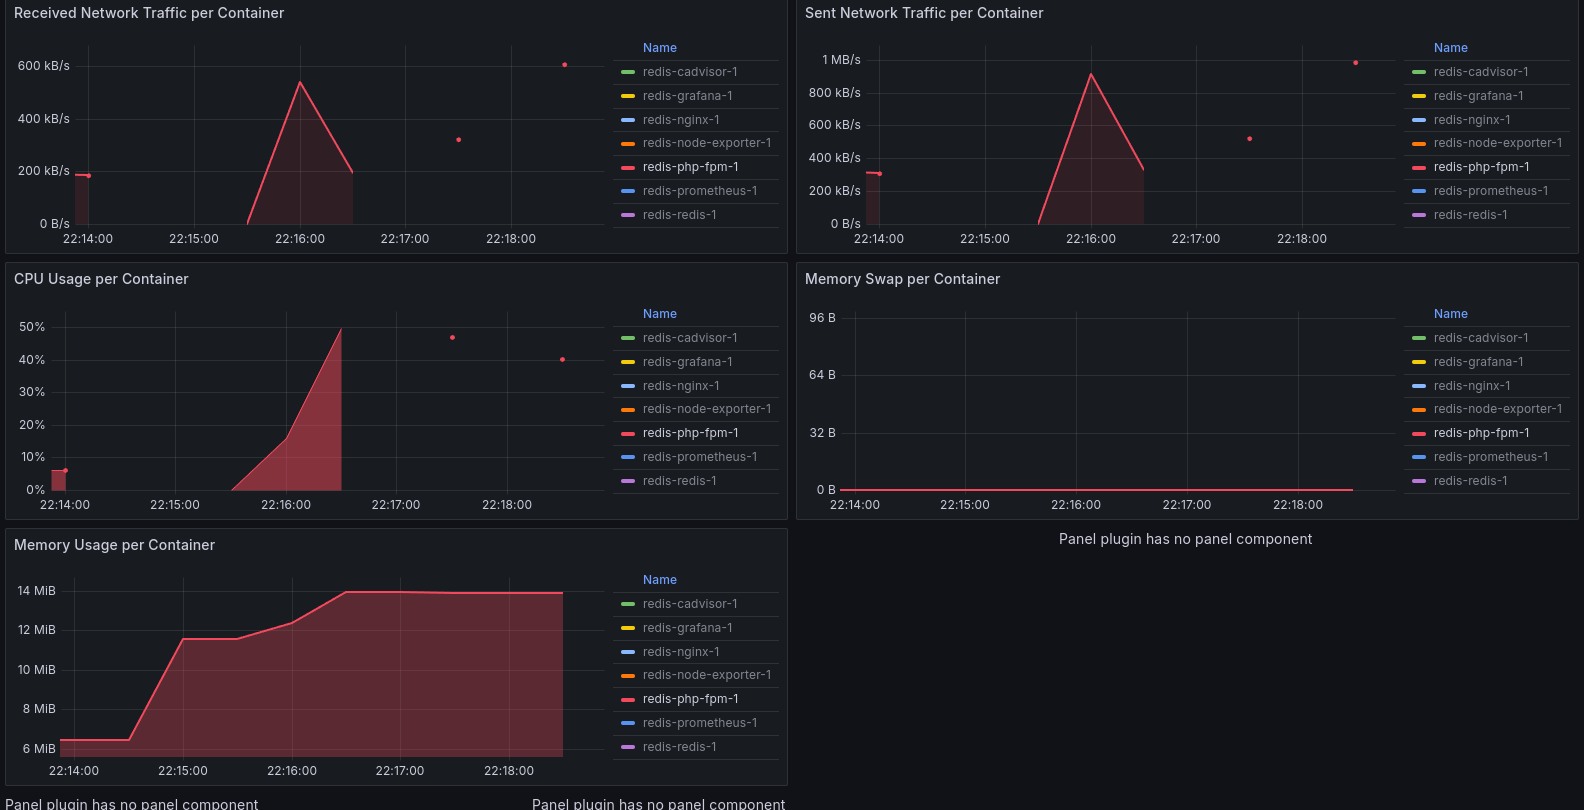 Received Network Traffic per Container
600 kB/s
400 kB/s
200 kB/s
0 B/s
22:14:00 22:15:00 22:16:00 22:17:00 22:18:00
Name
redis-cadvisor-1
redis-grafana-1
redis-nginx-1
redis-node-exporter-1
redis-php-fpm-1
redis-prometheus-1
redis-redis-1
Sent Network Traffic per Container
1 MB/s
800 kB/s
600 kB/s
400 kB/s
200 kB/s
0 B/s
22:14:00 22:15:00 22:16:00 22:17:00 22:18:00
Name
redis-cadvisor-1
redis-grafana-1
redis-nginx-1
redis-node-exporter-1
redis-php-fpm-1
redis-prometheus-1
redis-redis-1
CPU Usage per Container
50%
40%
30%
20%
10%
0%
22:14:00 22:15:00 22:16:00 22:17:00 22:18:00
Name
redis-cadvisor-1
redis-grafana-1
redis-nginx-1
redis-node-exporter-1
redis-php-fpm-1
redis-prometheus-1
redis-redis-1
Memory Swap per Container
96 B
64 B
32 B
0 B
22:14:00 22:15:00 22:16:00 22:17:00 22:18:00
Name
redis-cadvisor-1
redis-grafana-1
redis-nginx-1
redis-node-exporter-1
redis-php-fpm-1
redis-prometheus-1
redis-redis-1
Memory Usage per Container
14 MiB
12 MiB
10 MiB
8 MiB
6 MiB
22:14:00 22:15:00 22:16:00 22:17:00 22:18:00
Name
redis-cadvisor-1
redis-grafana-1
redis-nginx-1
redis-node-exporter-1
redis-php-fpm-1
redis-prometheus-1
redis-redis-1
Panel plugin has no panel component
Panel plugin has no panel component
Panel plugin has no panel component